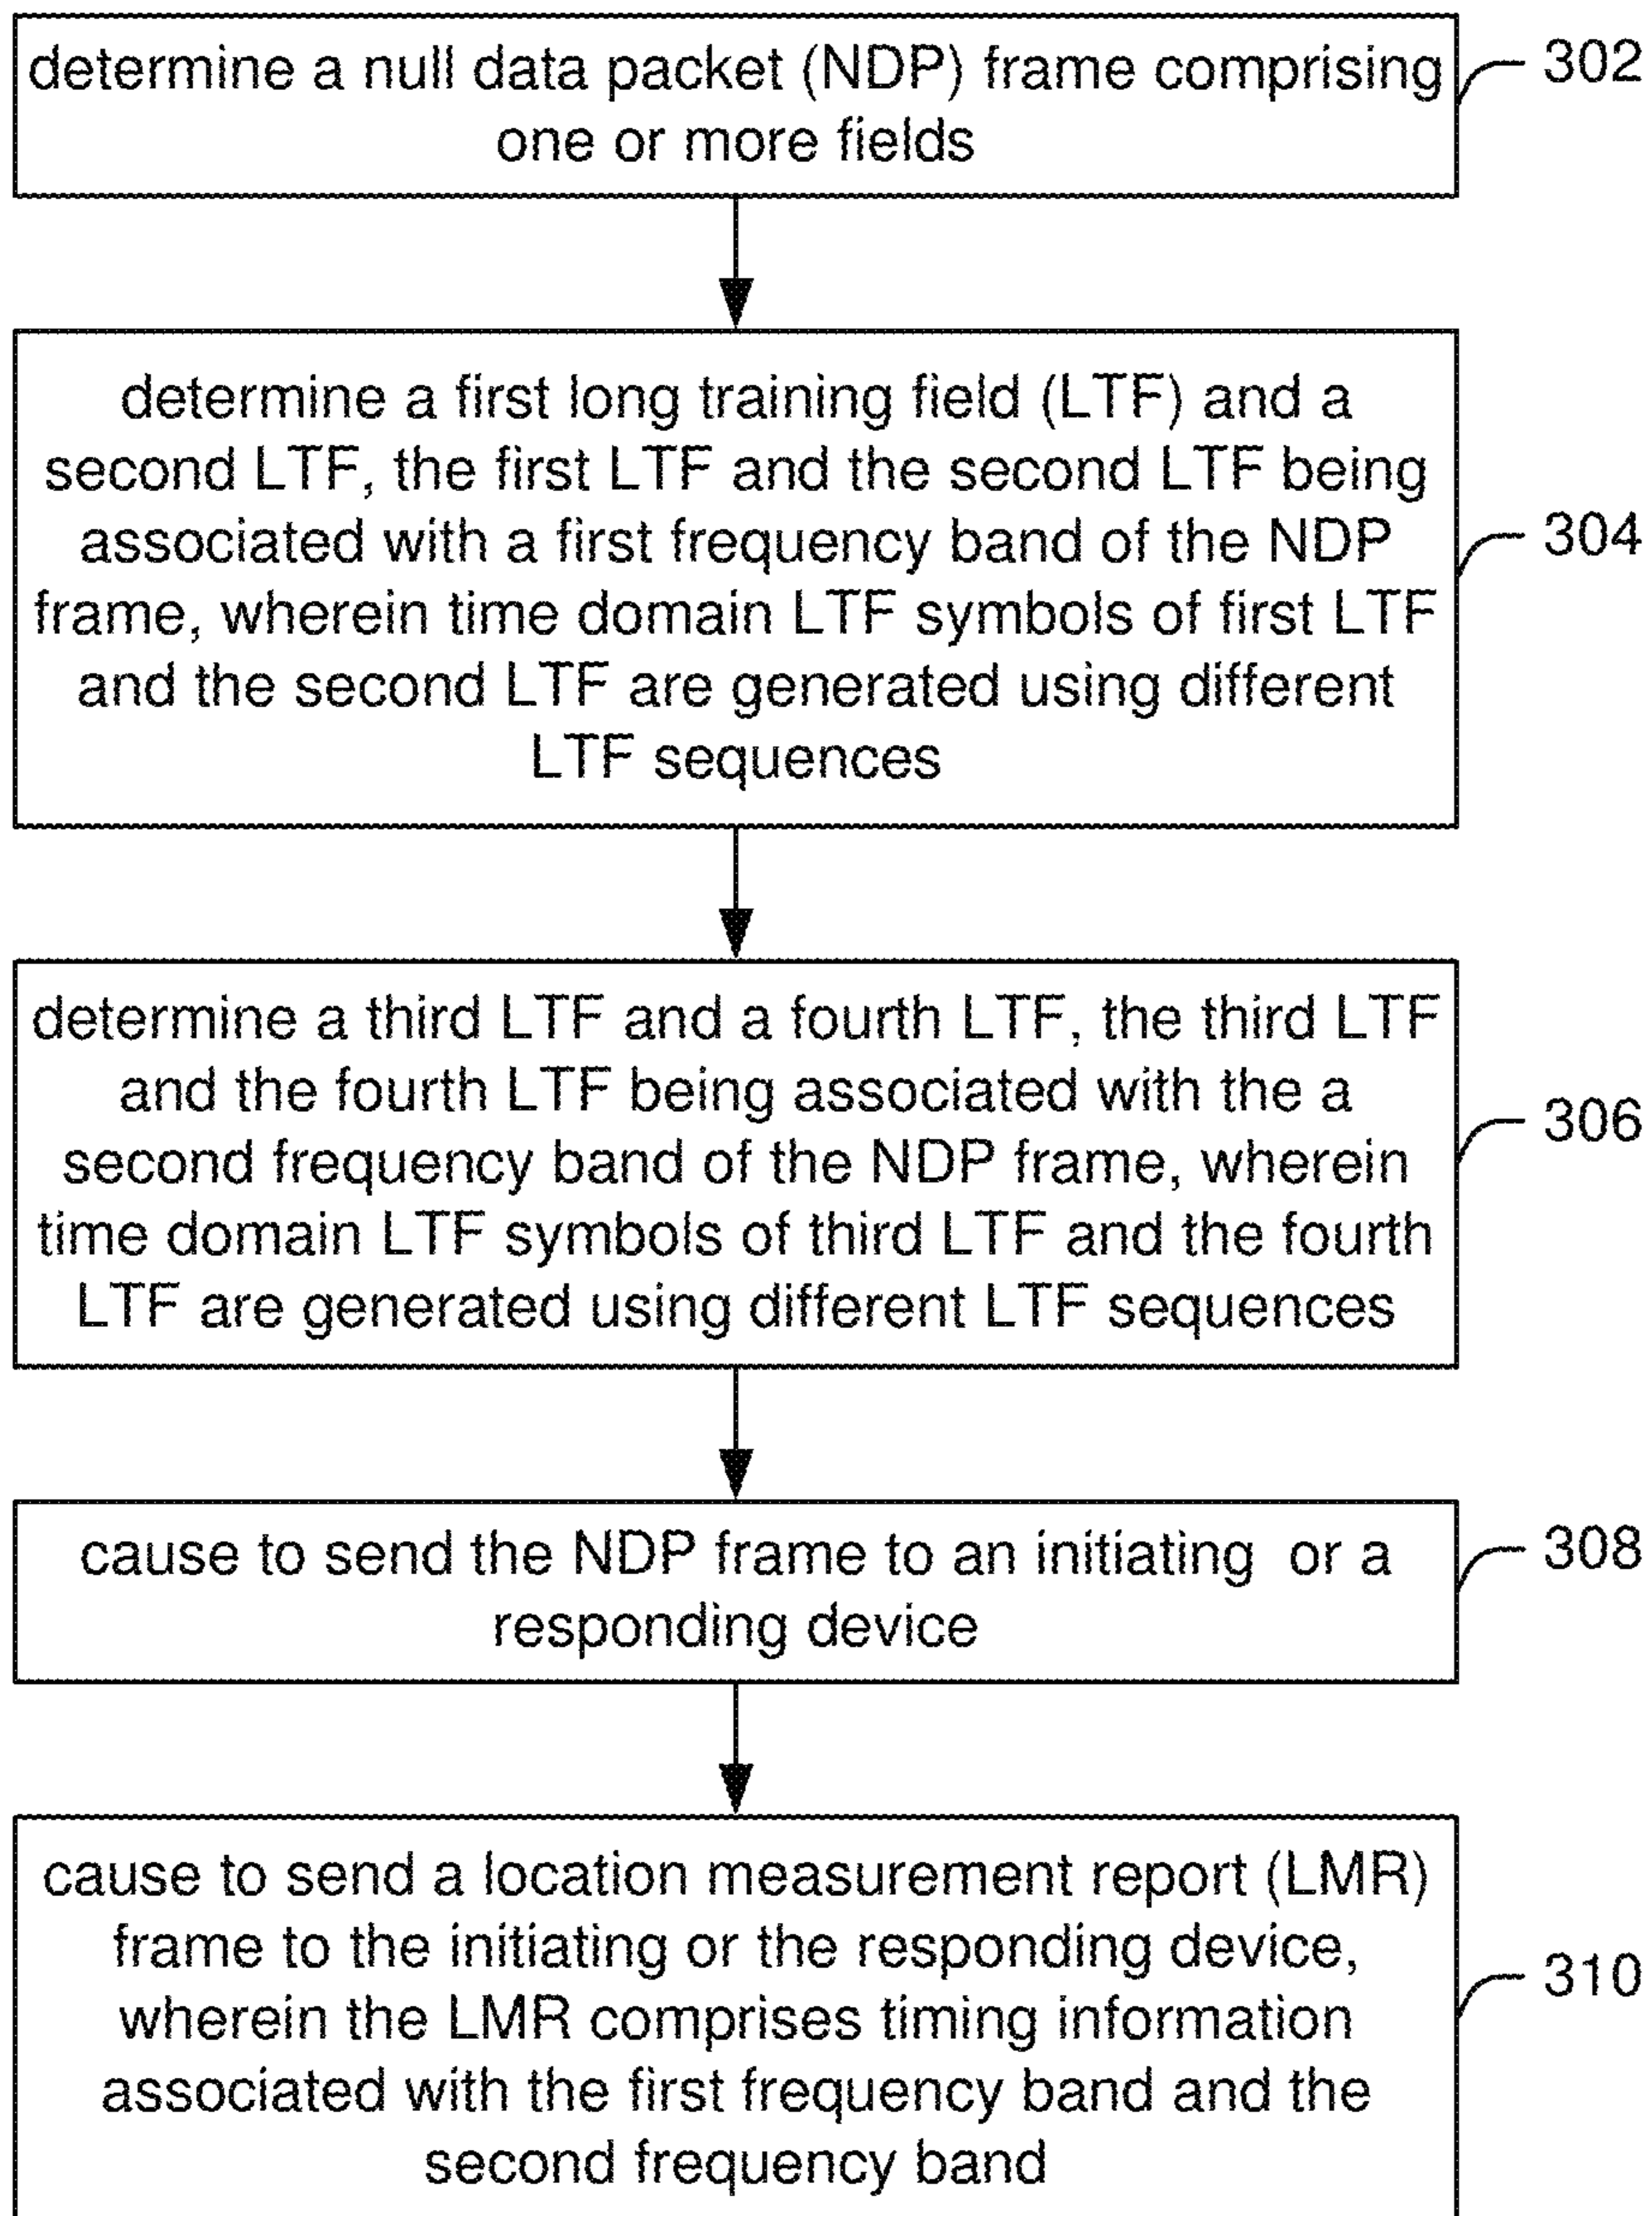 determine a null data packet (NDP) frame comprising
one or more fields
302
determine a first long training field (LTF) and a
second LTF, the first LTF and the second LTF being
associated with a first frequency band of the NDP
frame, wherein time domain LTF symbols of first LTF
and the second LTF are generated using different
LTF sequences
304
determine a third LTF and a fourth LTF, the third LTF
and the fourth LTF being associated with the a
second frequency band of the NDP frame, wherein
time domain LTF symbols of third LTF and the fourth
LTF are generated using different LTF sequences
306
cause to send the NDP frame to an initiating or a
responding device
308
cause to send a location measurement report (LMR)
frame to the initiating or the responding device,
wherein the LMR comprises timing information
associated with the first frequency band and the
second frequency band
310